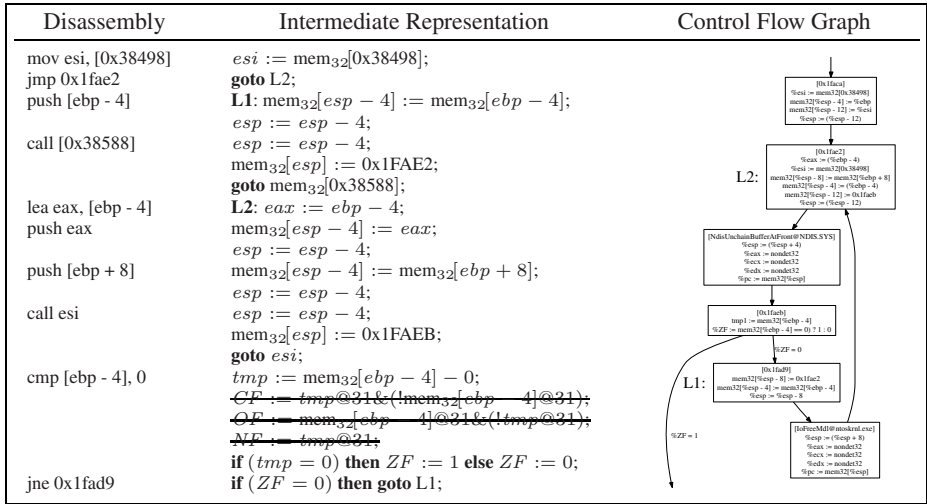 Disassembly Intermediate Representation Control Flow Graph
mov esi, [0x38498] esi := mem32[0x38498];
jmp 0x1fae2 goto L2;
push [ebp - 4] L1: mem32[esp − 4] := mem32[ebp − 4];
esp := esp − 4;
call [0x38588] esp := esp − 4;
mem32[esp] := 0x1FAE2;
goto mem32[0x38588];
lea eax, [ebp - 4] L2: eax := ebp − 4;
push eax mem32[esp − 4] := eax;
esp := esp − 4;
push [ebp + 8] mem32[esp − 4] := mem32[ebp + 8];
esp := esp − 4;
call esi esp := esp − 4;
mem32[esp] := 0x1FAEB;
goto esi;
cmp [ebp - 4], 0 tmp := mem32[ebp − 4] − 0;
CF := tmp@31&(!mem32[ebp − 4]@31);
OF := mem32[ebp − 4]@31&(!tmp@31);
NF := tmp@31;
if (tmp = 0) then ZF := 1 else ZF := 0;
jne 0x1fad9 if (ZF = 0) then goto L1;
[0x1faca]
%esi := mem32[0x38498]
mem32[%esp - 4] := %ebp
mem32[%esp - 12] := %esi
%esp := (%esp - 12)
L2:
[0x1fae2]
%eax := (%ebp - 4)
%esi := mem32[0x38498]
mem32[%esp - 8] := mem32[%ebp + 8]
mem32[%esp - 4] := (%ebp - 4)
mem32[%esp - 12] := 0x1faeb
%esp := (%esp - 12)
[NdisUnchainBufferAtFront@NDIS.SYS]
%esp := (%esp + 4)
%eax := nondet32
%ecx := nondet32
%edx := nondet32
%pc := mem32[%esp]
[0x1faeb]
tmp1 := mem32[%ebp - 4]
%ZF := mem32[%ebp - 4] == 0) ? 1 : 0
%ZF = 0
L1:
[0x1fad9]
mem32[%esp - 8] := 0x1fae2
mem32[%esp - 4] := mem32[%ebp - 4]
%esp := %esp - 8
%ZF = 1
[IoFreeMdl@ntoskrnl.exe]
%esp := (%esp + 8)
%eax := nondet32
%ecx := nondet32
%edx := nondet32
%pc := mem32[%esp]